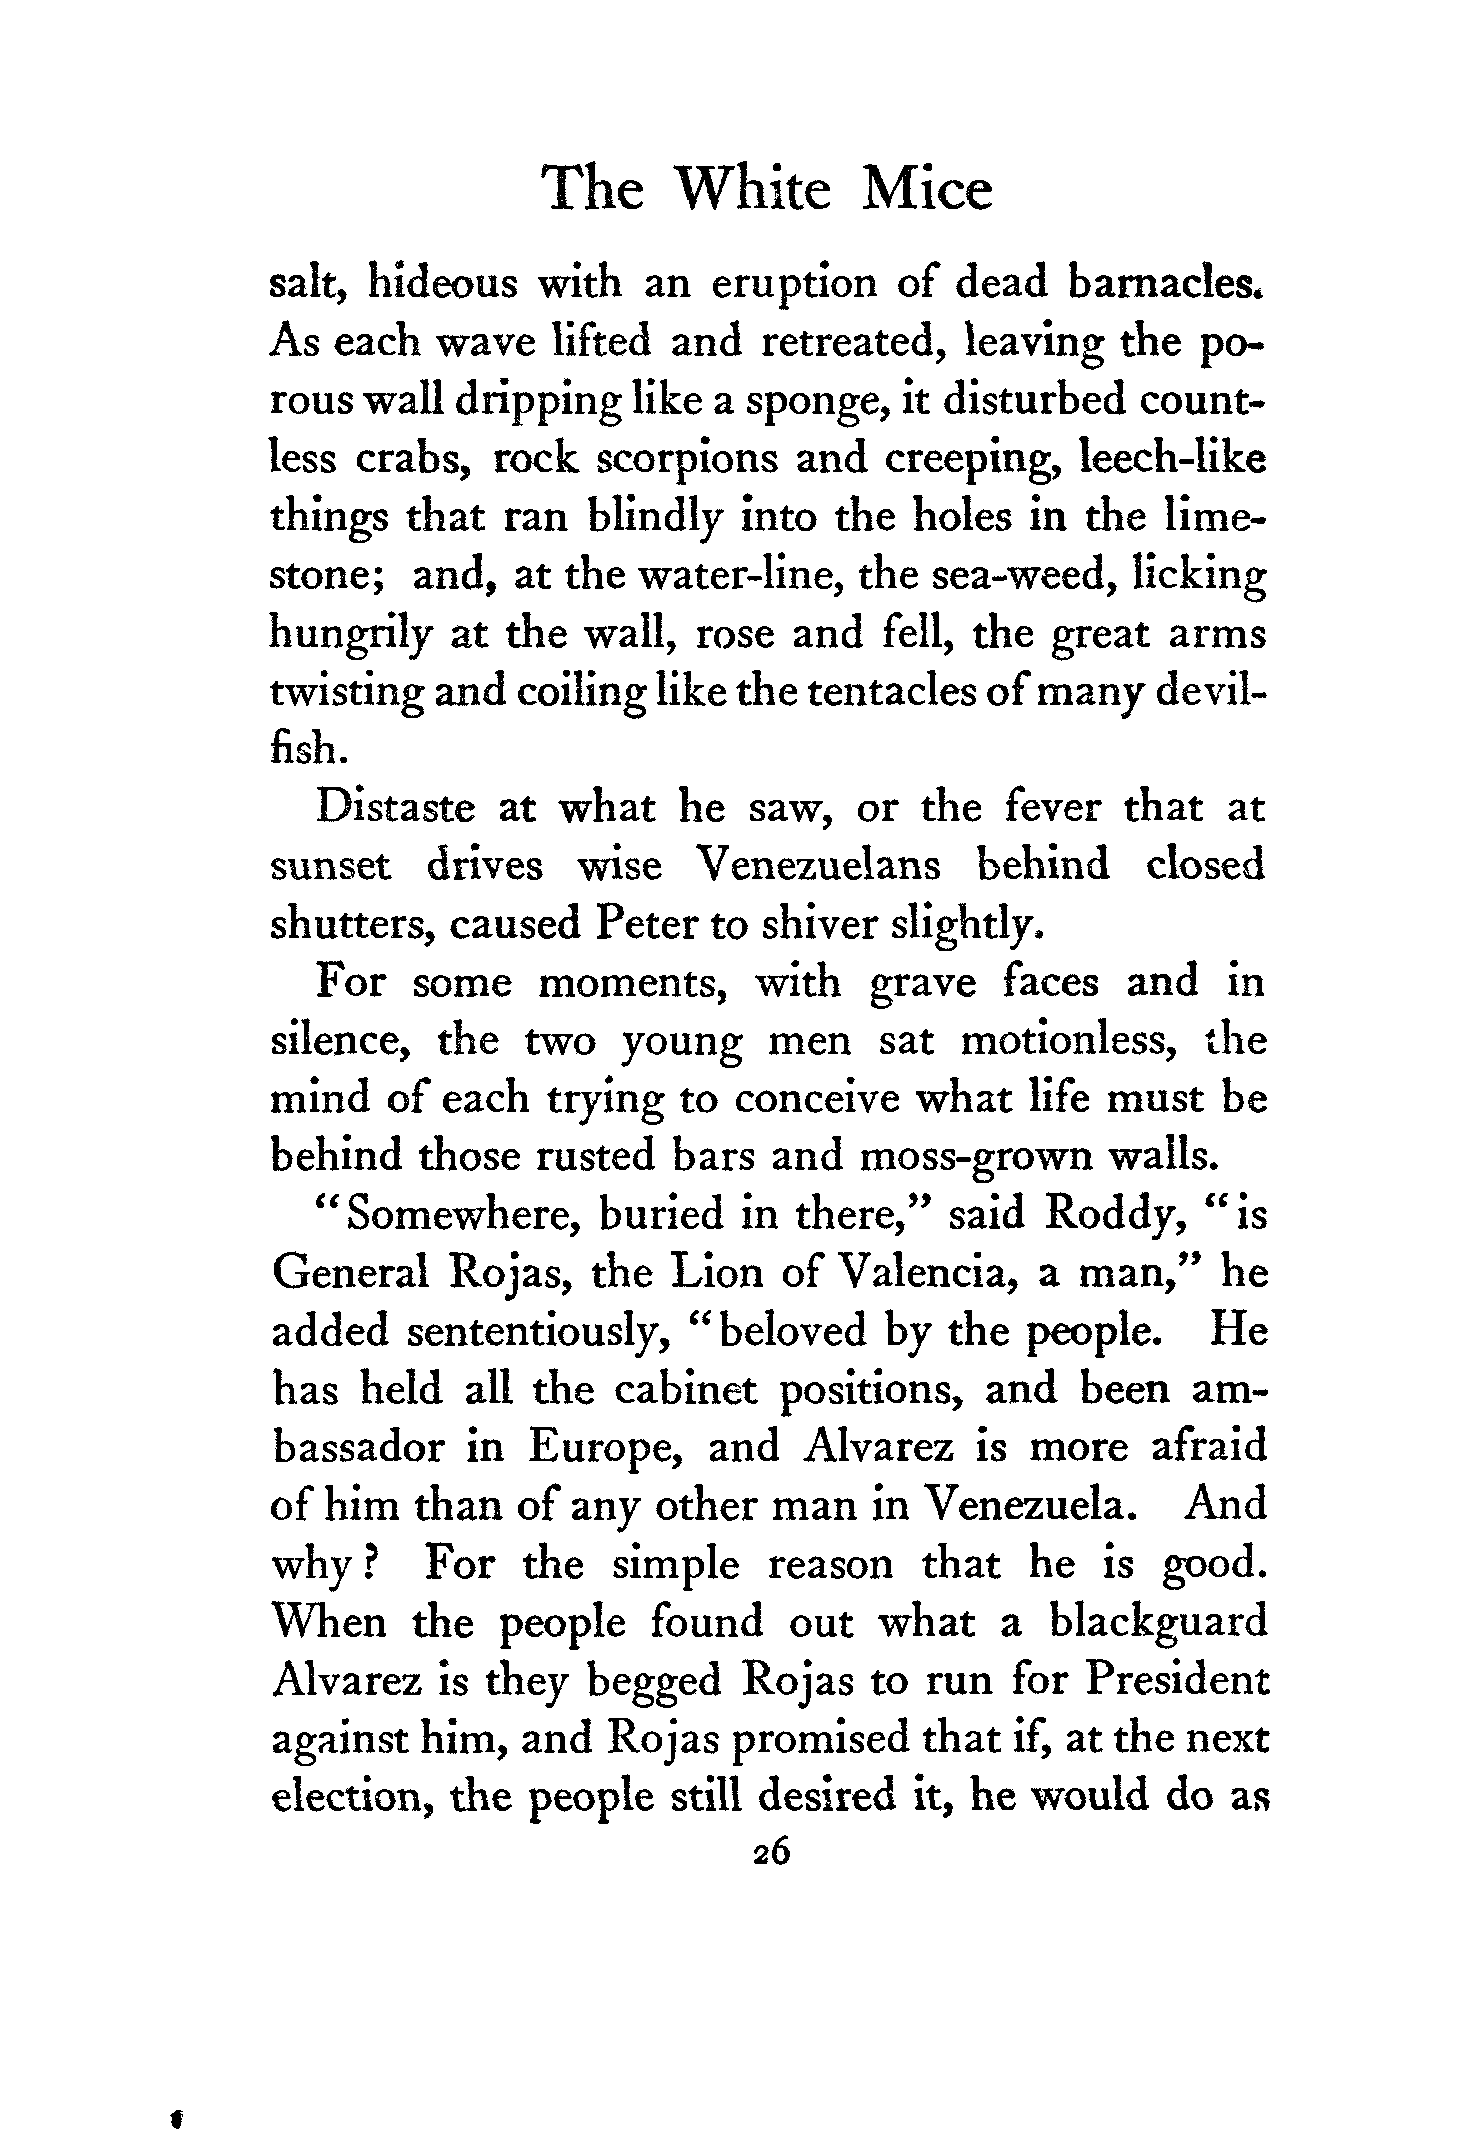 The White Mice
salt, hideous with an eruption of dead barnacles.
As each wave lifted and retreated, leaving the po-
rous wall dripping like a sponge, it disturbed count-
less crabs, rock scorpions and creeping, leech-like
things that ran blindly into the holes in the lime-
stone; and, at the water-line, the sea-weed, licking
hungrily at the wall, rose and fell, the great arms
twisting and coiling like the tentacles of many devil-
fish.
Distaste at what he saw, or the fever that at
sunset drives wise Venezuelans behind closed
shutters, caused Peter to shiver slightly.
For some moments, with grave faces and in
silence, the two young men sat motionless, the
mind of each trying to conceive what life must be
behind those rusted bars and moss-grown walls.
“Somewhere, buried in there,” said Roddy, “is
General Rojas, the Lion of Valencia, a man,” he
added sententiously, “beloved by the people. He
has held all the cabinet positions, and been am-
bassador in Europe, and Alvarez is more afraid
of him than of any other man in Venezuela. And
why? For the simple reason that he is good.
When the people found out what a blackguard
Alvarez is they begged Rojas to run for President
against him, and Rojas promised that if, at the next
election, the people still desired it, he would do as
26